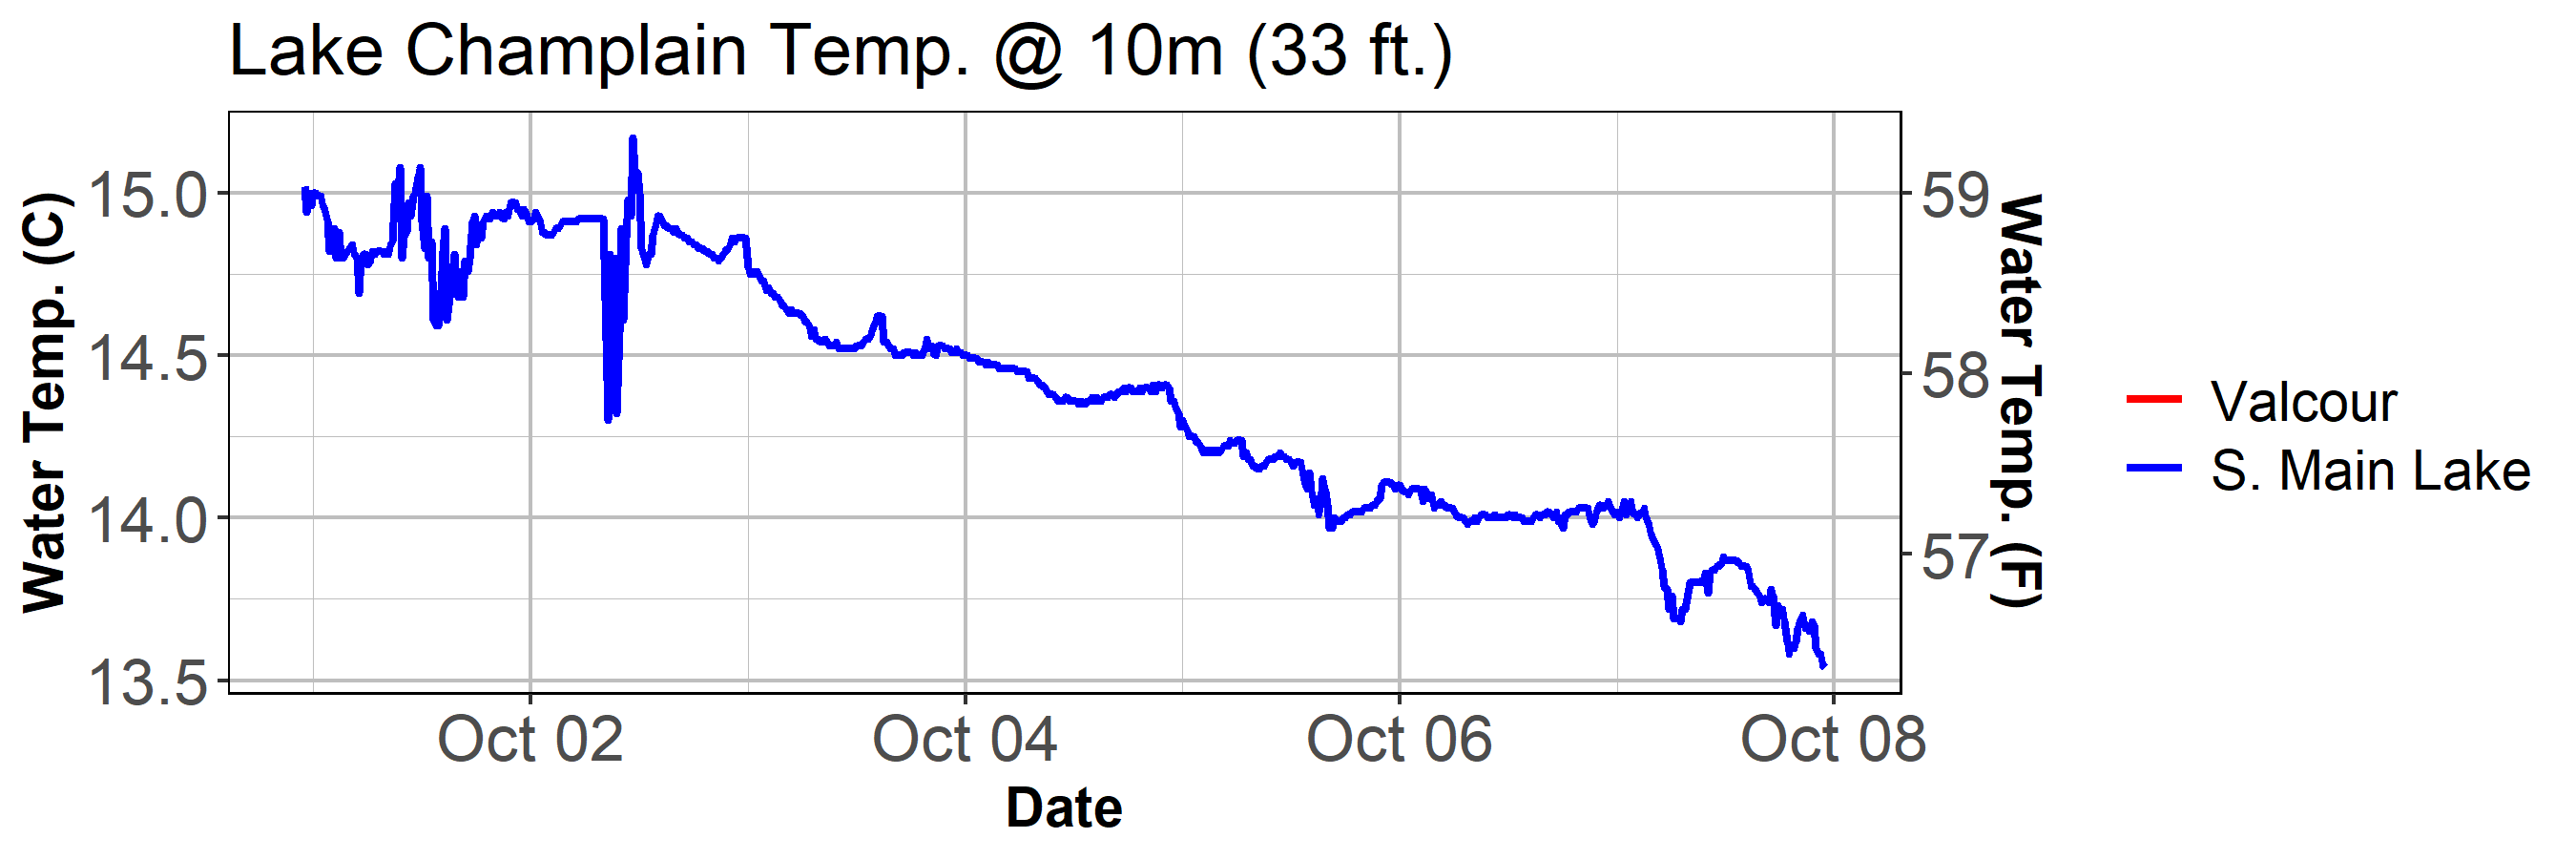 Lake Champlain Temp. @ 10m (33 ft.)
Water Temp. (C)
15.0
14.5
14.0
13.5
59
58
57
Water Temp. (F)
Oct 02
Oct 04
Oct 06
Oct 08
Date
Valcour
S. Main Lake